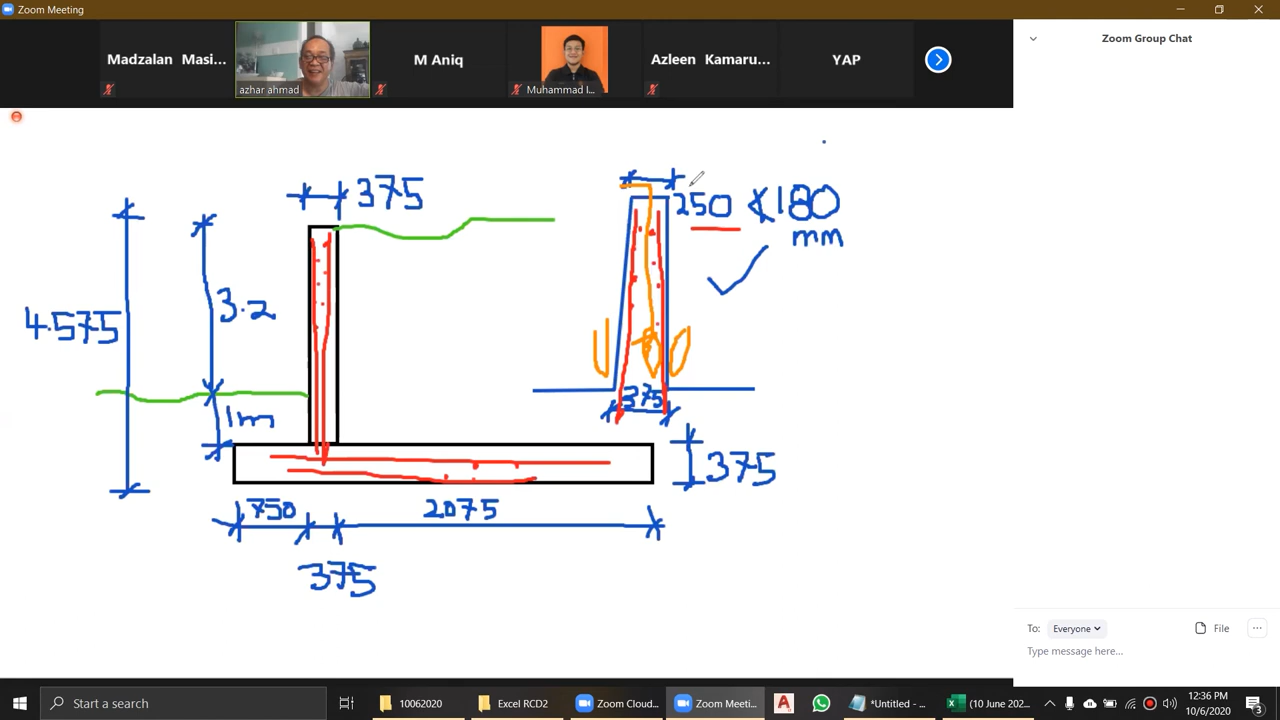 Zoom Meeting
Madzalan Masi...
azhar ahmad
M Aniq
Muhammad I...
Azleen Kamaru...
YAP
Zoom Group Chat
375
250 ≮180
mm
4.575
3.2
1m
375
375
750
2075
375
To: Everyone
File
Type message here...
Start a search
10062020
Excel RCD2
Zoom Cloud...
Zoom Meeti...
*Untitled - ...
(10 June 202...
12:36 PM
10/6/2020
3